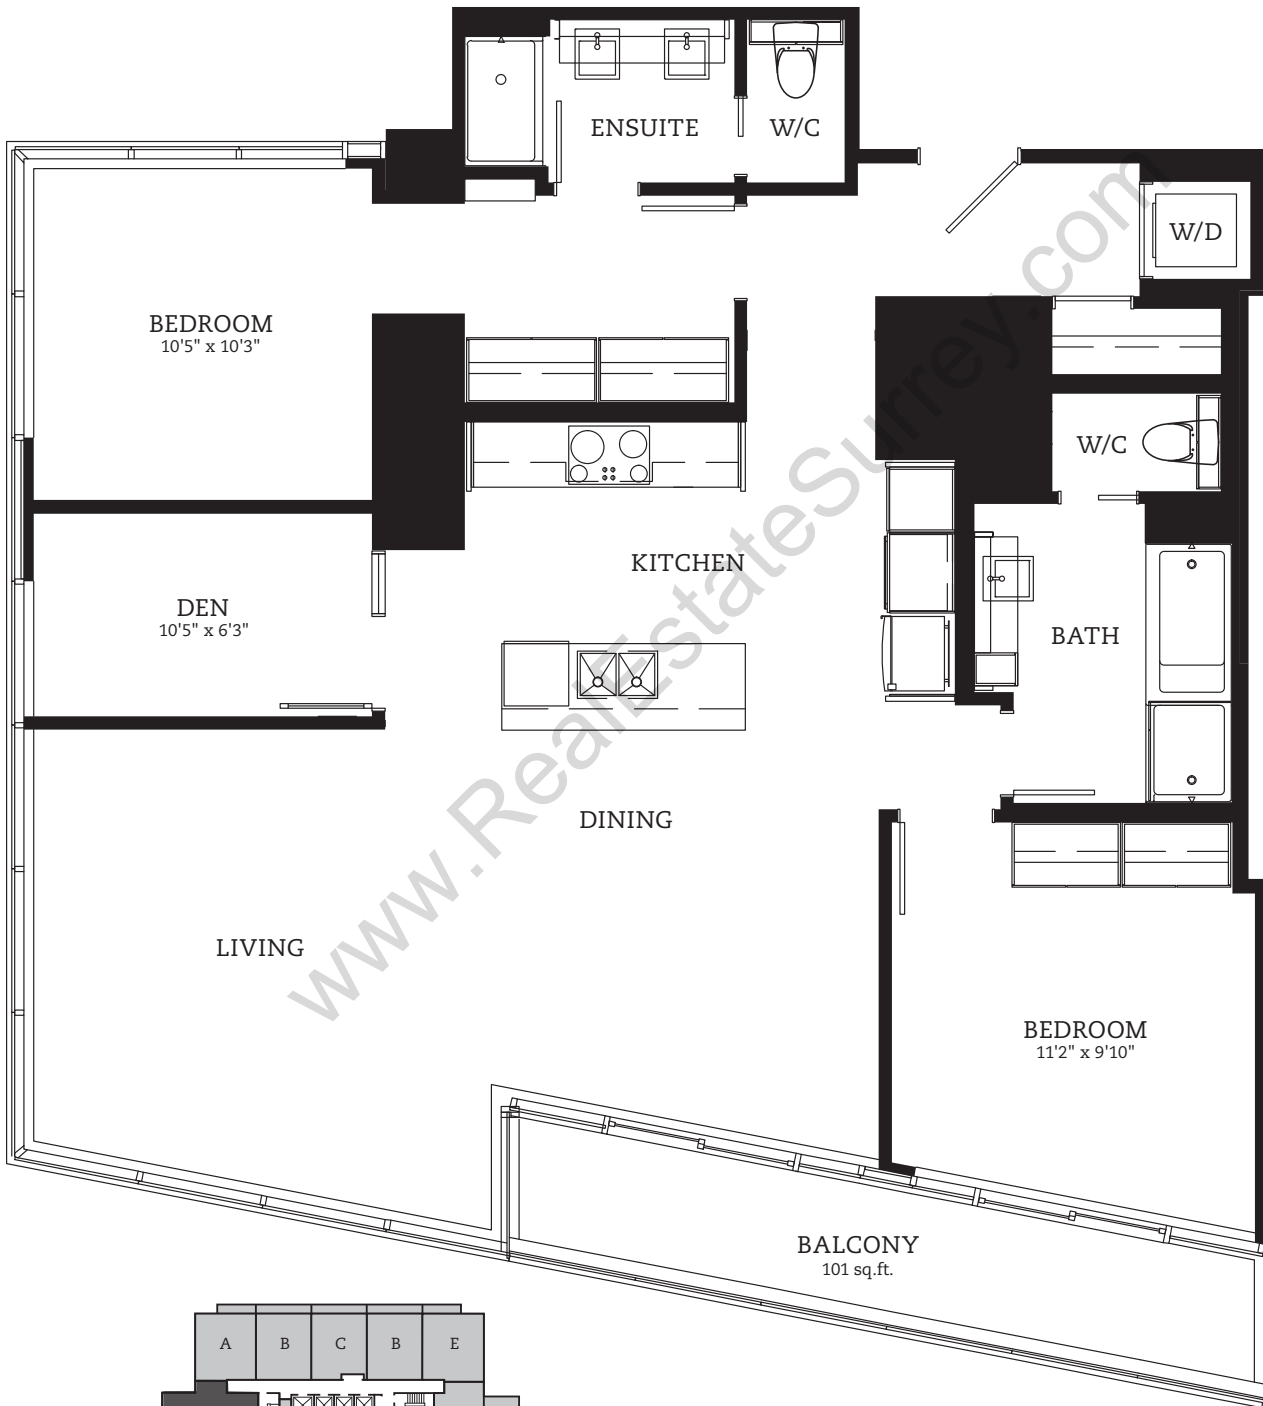 ENSUITE
W/C
W/D
BEDROOM
10'5" x 10'3"
W/C
KITCHEN
DEN
10'5" x 6'3"
BATH
DINING
LIVING
BEDROOM
11'2" x 9'10"
BALCONY
101 sq.ft.
A B C B E
www.RealEstateSurrey.com